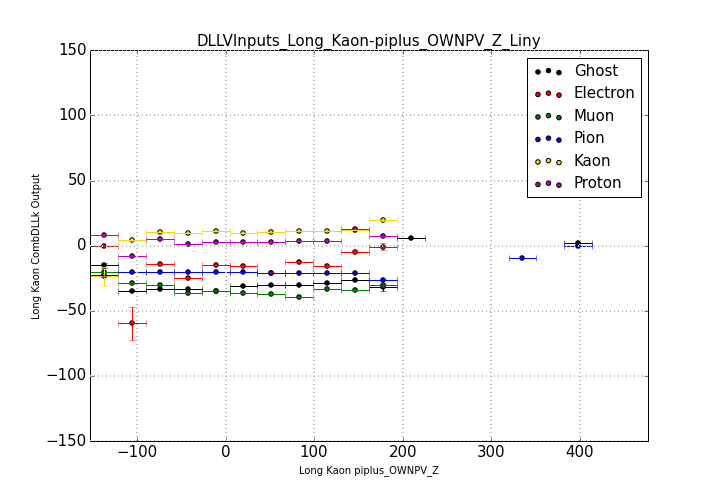 DLLVInputs_Long_Kaon-piplus_OWNPV_Z_Liny
150
100
50
0
−50
−100
−150
Long Kaon CombDLLk Output
Ghost
Electron
Muon
Pion
Kaon
Proton
−100
0
100
200
300
400
Long Kaon piplus_OWNPV_Z